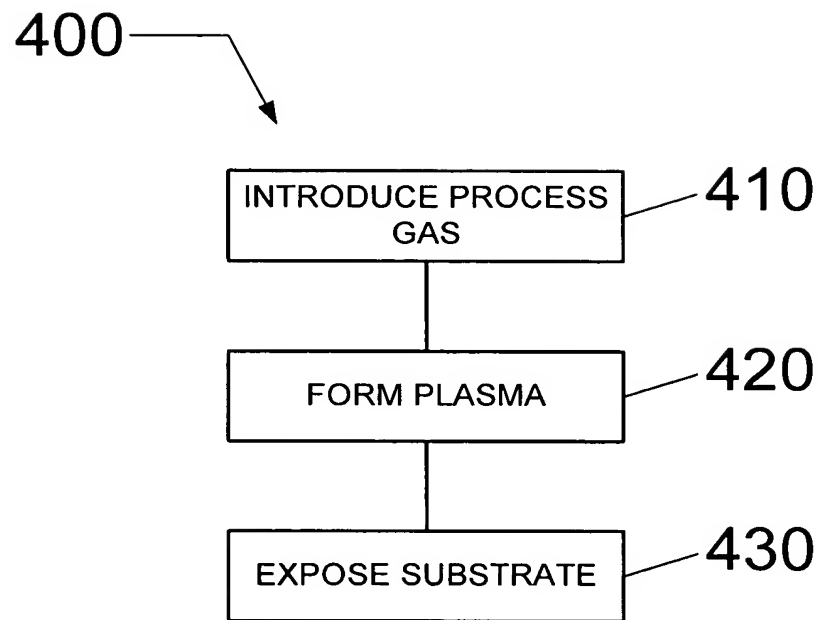 400
INTRODUCE PROCESS
GAS
410
FORM PLASMA
420
EXPOSE SUBSTRATE
430